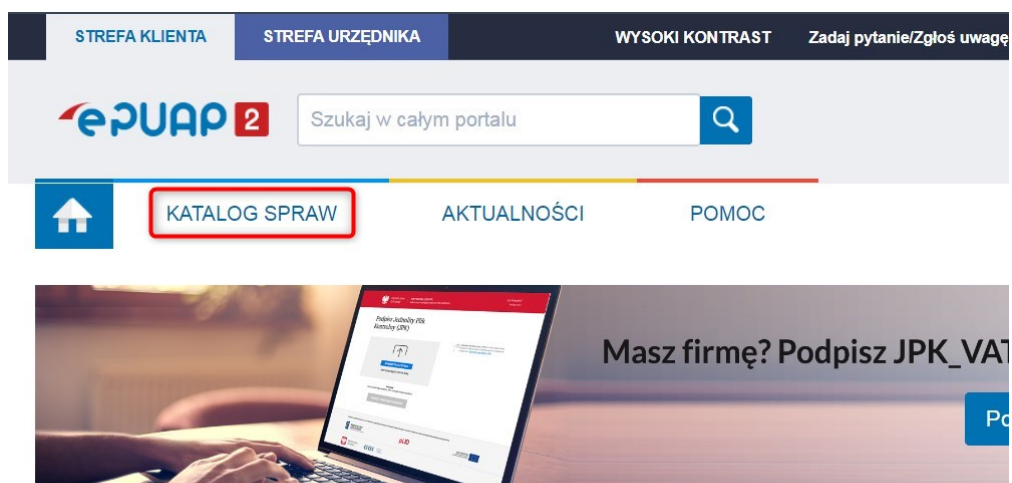 STREFA KLIENTA STREFA URZĘDNIKA WYSOKI KONTRAST Zadaj pytanie/Zgłoś uwagę
ePUAP 2 Szukaj w całym portalu
KATALOG SPRAW AKTUALNOŚCI POMOC
Podpisz Jednolity Plik
Kontrolny (JPK)
Masz firmę? Podpisz JPK_VAT